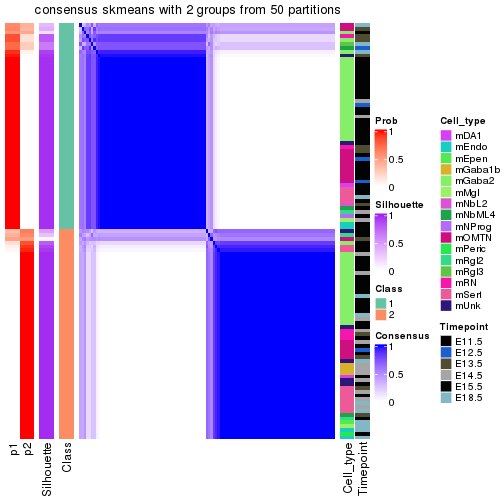 consensus skmeans with 2 groups from 50 partitions
p1
p2
Silhouette
Class
Cell_type
Timepoint
Prob
1
0.5
0
Silhouette
1
0.5
0
Class
1
2
Consensus
1
0.5
0
Cell_type
mDA1
mEndo
mEpen
mGaba1b
mGaba2
mMgl
mNbL2
mNbML4
mNProg
mOMTN
mPeric
mRgl2
mRgl3
mRN
mSert
mUnk
Timepoint
E11.5
E12.5
E13.5
E14.5
E15.5
E18.5